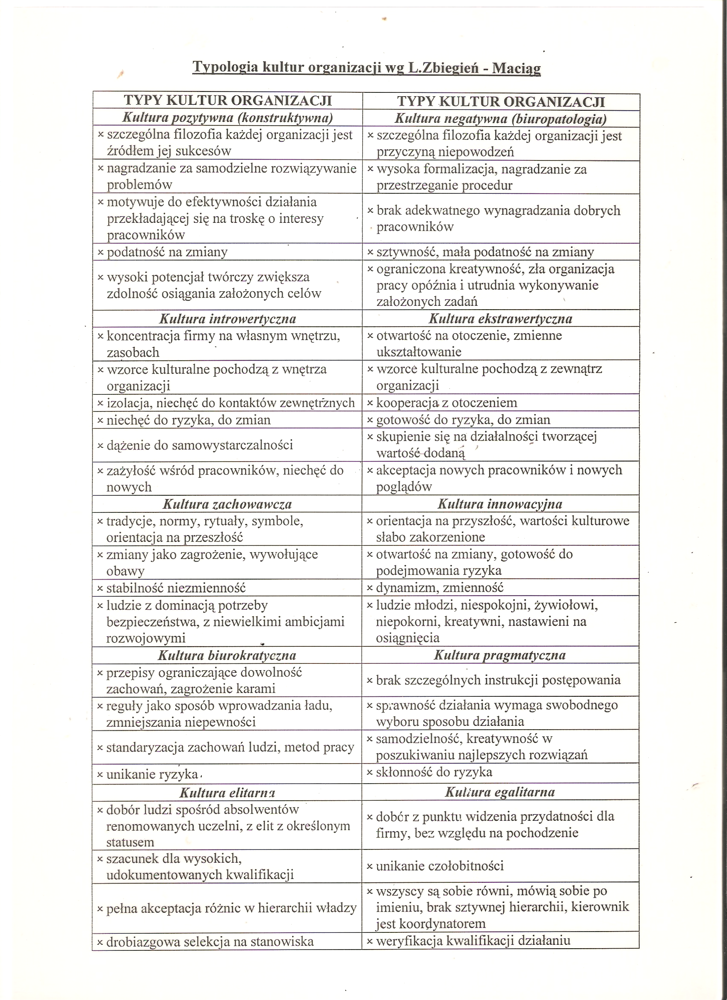 Typologia kultur organizacji wg L.Zbiegień - Maciąg
TYPY KULTUR ORGANIZACJI
TYPY KULTUR ORGANIZACJI
Kultura pozytywna (konstruktywna)
Kultura negatywna (biuropatologia)
× szczególna filozofia każdej organizacji jest
źródłem jej sukcesów
× szczególna filozofia każdej organizacji jest
przyczyną niepowodzeń
× nagradzanie za samodzielne rozwiązywanie
problemów
× wysoka formalizacja, nagradzanie za
przestrzeganie procedur
× motywuje do efektywności działania
przekładającej się na troskę o interesy
pracowników
× brak adekwatnego wynagradzania dobrych
pracowników
× podatność na zmiany
× sztywność, mała podatność na zmiany
× wysoki potencjał twórczy zwiększa
zdolność osiągania założonych celów
× ograniczona kreatywność, zła organizacja
pracy opóźnia i utrudnia wykonywanie
założonych zadań
Kultura introwertyczna
Kultura ekstrawertyczna
× koncentracja firmy na własnym wnętrzu,
zasobach
× otwartość na otoczenie, zmienne
ukształtowanie
× wzorce kulturalne pochodzą z wnętrza
organizacji
× wzorce kulturalne pochodzą z zewnątrz
organizacji
× izolacja, niechęć do kontaktów zewnętrznych
× kooperacja z otoczeniem
× niechęć do ryzyka, do zmian
× gotowość do ryzyka, do zmian
× dążenie do samowystarczalności
× skupienie się na działalności tworzącej
wartość dodaną
× zażyłość wśród pracowników, niechęć do
nowych
× akceptacja nowych pracowników i nowych
poglądów
Kultura zachowawcza
Kultura innowacyjna
× tradycje, normy, rytuały, symbole,
orientacja na przeszłość
× orientacja na przyszłość, wartości kulturowe
słabo zakorzenione
× zmiany jako zagrożenie, wywołujące
obawy
× otwartość na zmiany, gotowość do
podejmowania ryzyka
× stabilność niezmienność
× dynamizm, zmienność
× ludzie z dominacją potrzeby
bezpieczeństwa, z niewielkimi ambicjami
rozwojowymi
× ludzie młodzi, niespokojni, żywiołowi,
niepokorni, kreatywni, nastawieni na
osiągnięcia
Kultura biurokratyczna
Kultura pragmatyczna
× przepisy ograniczające dowolność
zachowań, zagrożenie karami
× brak szczególnych instrukcji postępowania
× reguły jako sposób wprowadzania ładu,
zmniejszania niepewności
× sprawność działania wymaga swobodnego
wyboru sposobu działania
× standaryzacja zachowań ludzi, metod pracy
× samodzielność, kreatywność w
poszukiwaniu najlepszych rozwiązań
× unikanie ryzyka
× skłonność do ryzyka
Kultura elitarna
Kultura egalitarna
× dobór ludzi spośród absolwentów
renomowanych uczelni, z elit z określonym
statusem
× dobór z punktu widzenia przydatności dla
firmy, bez względu na pochodzenie
× szacunek dla wysokich,
udokumentowanych kwalifikacji
× unikanie czołobitności
× pełna akceptacja różnic w hierarchii władzy
× wszyscy są sobie równi, mówią sobie po
imieniu, brak sztywnej hierarchii, kierownik
jest koordynatorem
× drobiazgowa selekcja na stanowiska
× weryfikacja kwalifikacji działaniu